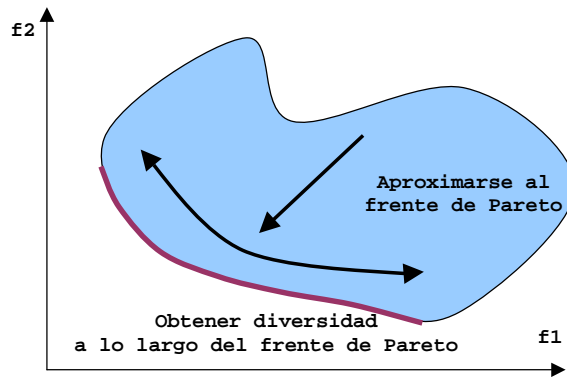 f2
Aproximarse al
frente de Pareto
Obtener diversidad
a lo largo del frente de Pareto
f1